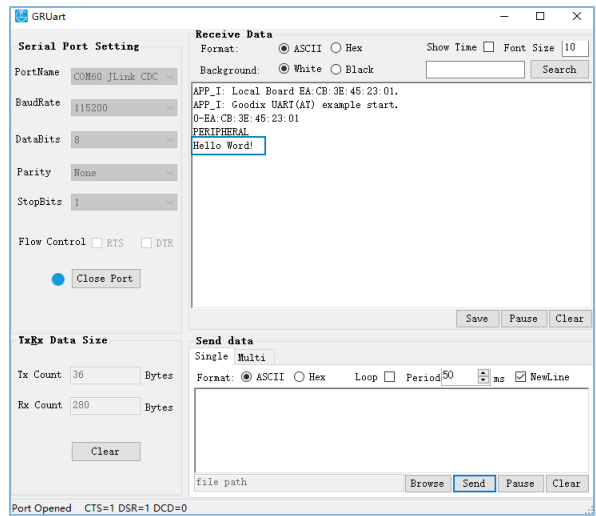 GRUart
Serial Port Setting
PortName COM60 JLink CDC
BaudRate 115200
DataBits 8
Parity None
StopBits 1
Flow Control RTS DTR
Close Port
Receive Data
Format: ASCII Hex Show Time Font Size 10
Background: White Black Search
APP_I: Local Board EA:CB:3E:45:23:01.
APP_I: Goodix UART(AT) example start.
0-EA:CB:3E:45:23:01
PERIPHERAL
Hello Word!
Save Pause Clear
TxRx Data Size
Tx Count 36 Bytes
Rx Count 280 Bytes
Clear
Send data
Single Multi
Format: ASCII Hex Loop Period 50 ms NewLine
file path Browse Send Pause Clear
Port Opened CTS=1 DSR=1 DCD=0